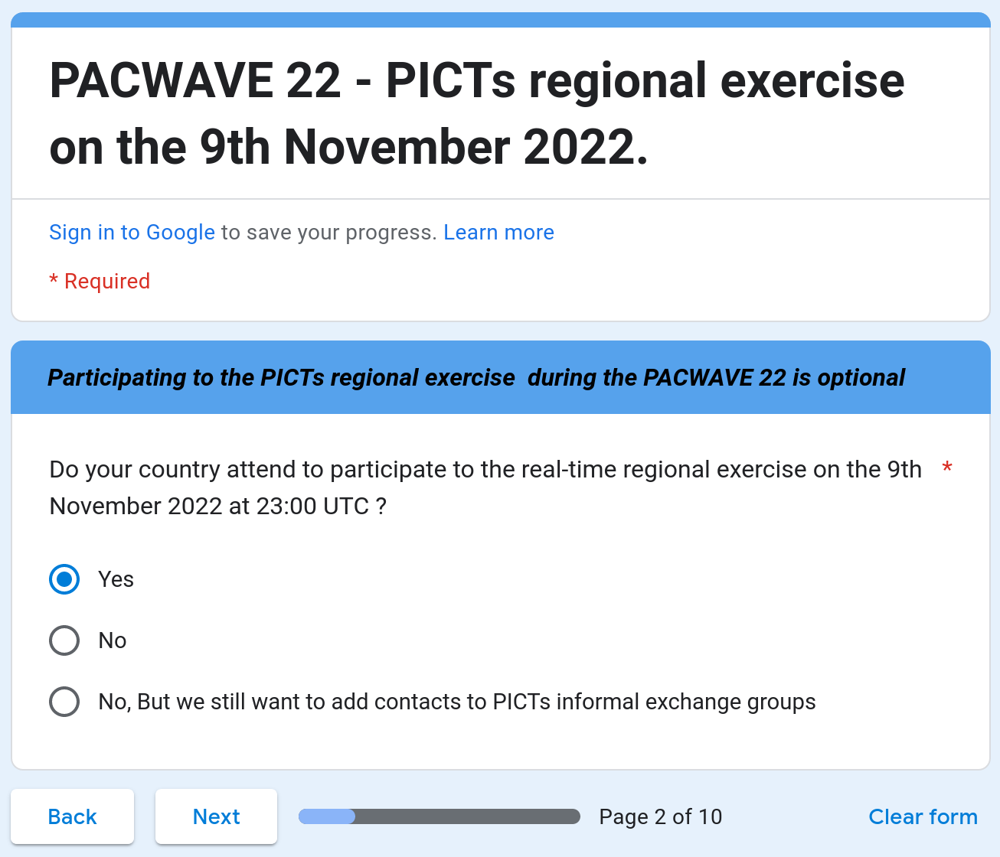 PACWAVE 22 - PICTs regional exercise
on the 9th November 2022.
Sign in to Google to save your progress. Learn more
* Required
Participating to the PICTs regional exercise  during the PACWAVE 22 is optional
Do your country attend to participate to the real-time regional exercise on the 9th *
November 2022 at 23:00 UTC ?
Yes
No
No, But we still want to add contacts to PICTs informal exchange groups
Back Next Page 2 of 10 Clear form